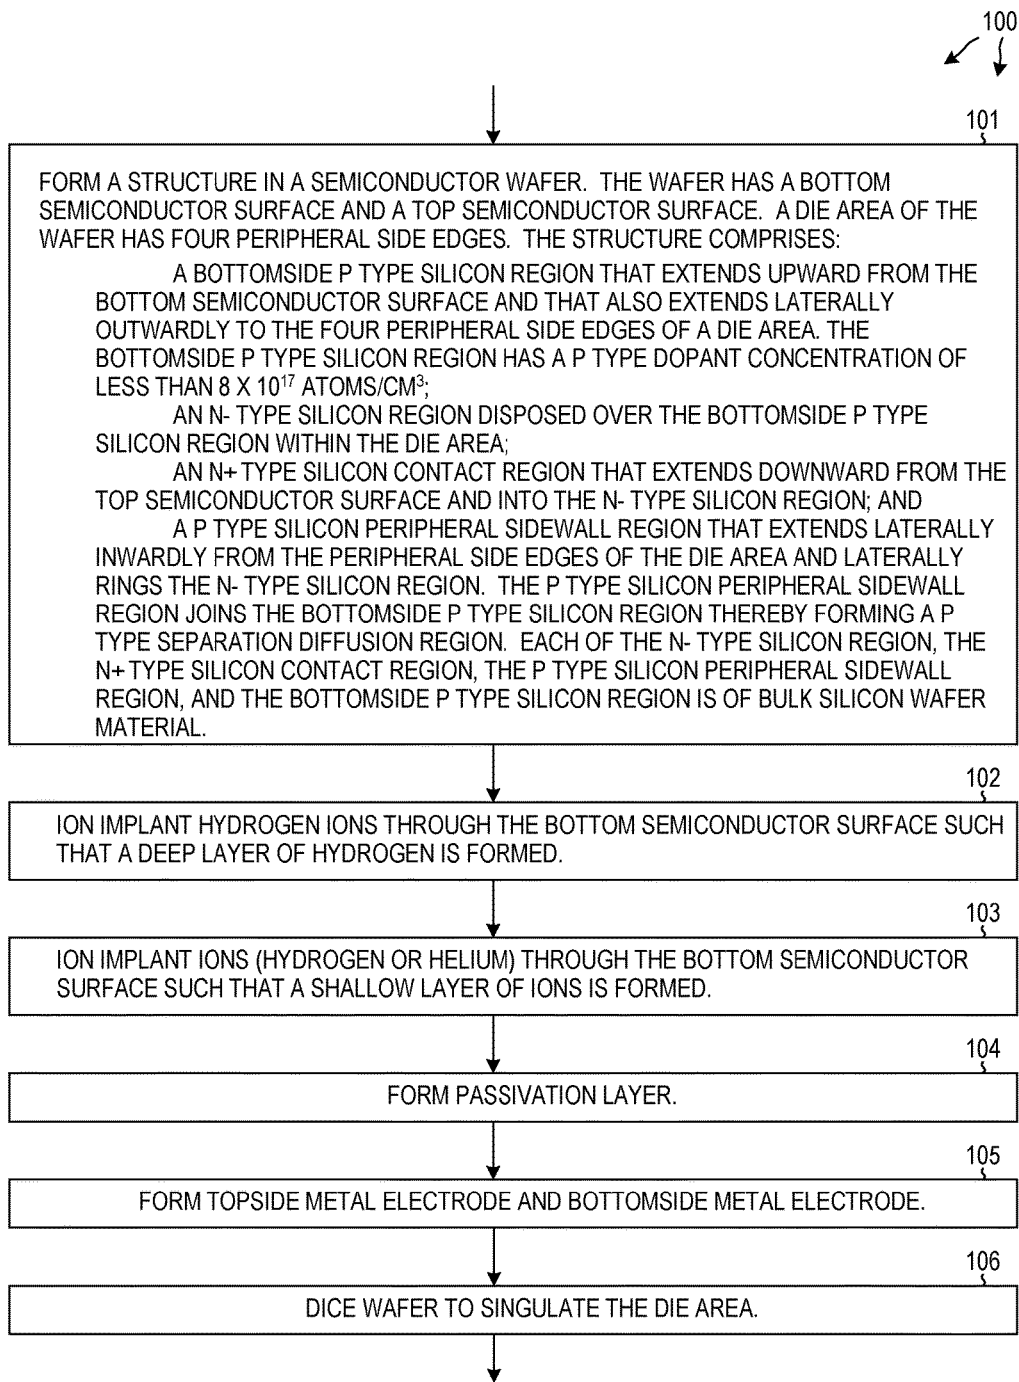 100
101
FORM A STRUCTURE IN A SEMICONDUCTOR WAFER. THE WAFER HAS A BOTTOM
SEMICONDUCTOR SURFACE AND A TOP SEMICONDUCTOR SURFACE. A DIE AREA OF THE
WAFER HAS FOUR PERIPHERAL SIDE EDGES. THE STRUCTURE COMPRISES:
A BOTTOMSIDE P TYPE SILICON REGION THAT EXTENDS UPWARD FROM THE
BOTTOM SEMICONDUCTOR SURFACE AND THAT ALSO EXTENDS LATERALLY
OUTWARDLY TO THE FOUR PERIPHERAL SIDE EDGES OF A DIE AREA. THE
BOTTOMSIDE P TYPE SILICON REGION HAS A P TYPE DOPANT CONCENTRATION OF
LESS THAN 8 X 10¹⁷ ATOMS/CM³;
AN N- TYPE SILICON REGION DISPOSED OVER THE BOTTOMSIDE P TYPE
SILICON REGION WITHIN THE DIE AREA;
AN N+ TYPE SILICON CONTACT REGION THAT EXTENDS DOWNWARD FROM THE
TOP SEMICONDUCTOR SURFACE AND INTO THE N- TYPE SILICON REGION; AND
A P TYPE SILICON PERIPHERAL SIDEWALL REGION THAT EXTENDS LATERALLY
INWARDLY FROM THE PERIPHERAL SIDE EDGES OF THE DIE AREA AND LATERALLY
RINGS THE N- TYPE SILICON REGION. THE P TYPE SILICON PERIPHERAL SIDEWALL
REGION JOINS THE BOTTOMSIDE P TYPE SILICON REGION THEREBY FORMING A P
TYPE SEPARATION DIFFUSION REGION. EACH OF THE N- TYPE SILICON REGION, THE
N+ TYPE SILICON CONTACT REGION, THE P TYPE SILICON PERIPHERAL SIDEWALL
REGION, AND THE BOTTOMSIDE P TYPE SILICON REGION IS OF BULK SILICON WAFER
MATERIAL.
102
ION IMPLANT HYDROGEN IONS THROUGH THE BOTTOM SEMICONDUCTOR SURFACE SUCH
THAT A DEEP LAYER OF HYDROGEN IS FORMED.
103
ION IMPLANT IONS (HYDROGEN OR HELIUM) THROUGH THE BOTTOM SEMICONDUCTOR
SURFACE SUCH THAT A SHALLOW LAYER OF IONS IS FORMED.
104
FORM PASSIVATION LAYER.
105
FORM TOPSIDE METAL ELECTRODE AND BOTTOMSIDE METAL ELECTRODE.
106
DICE WAFER TO SINGULATE THE DIE AREA.